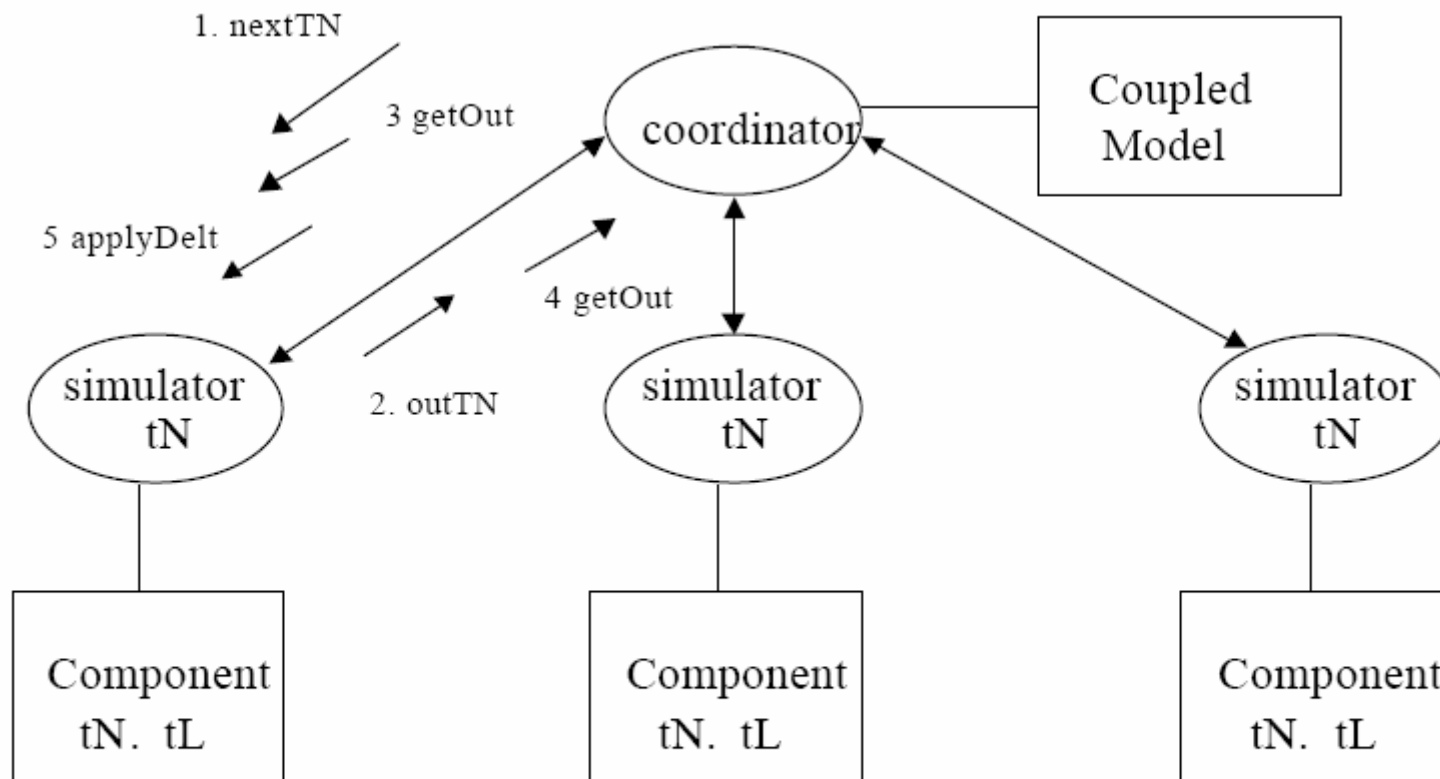 1. nextTN
3 getOut
coordinator
Coupled
Model
5 applyDelt
4 getOut
2. outTN
simulator
tN
simulator
tN
simulator
tN
Component
tN. tL
Component
tN. tL
Component
tN. tL